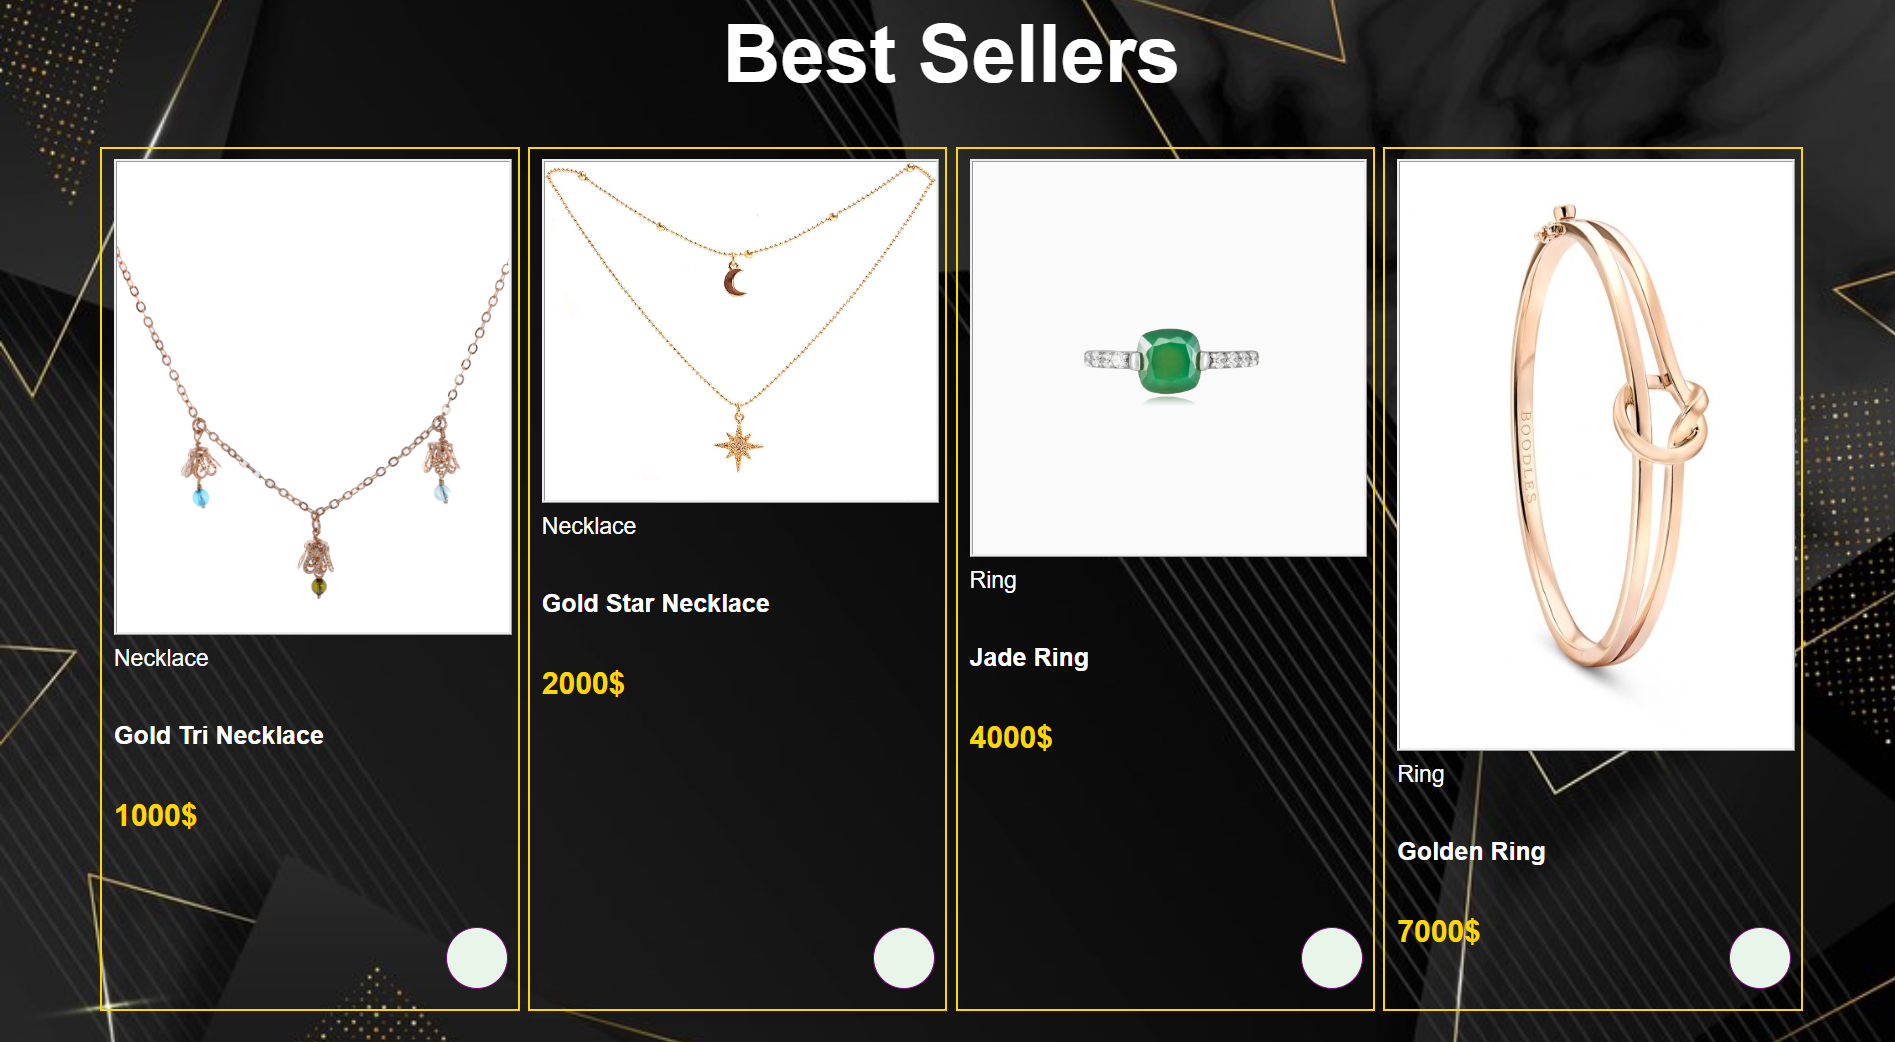 Best Sellers
Necklace
Gold Tri Necklace
1000$
Necklace
Gold Star Necklace
2000$
Ring
Jade Ring
4000$
BOODLES
Ring
Golden Ring
7000$